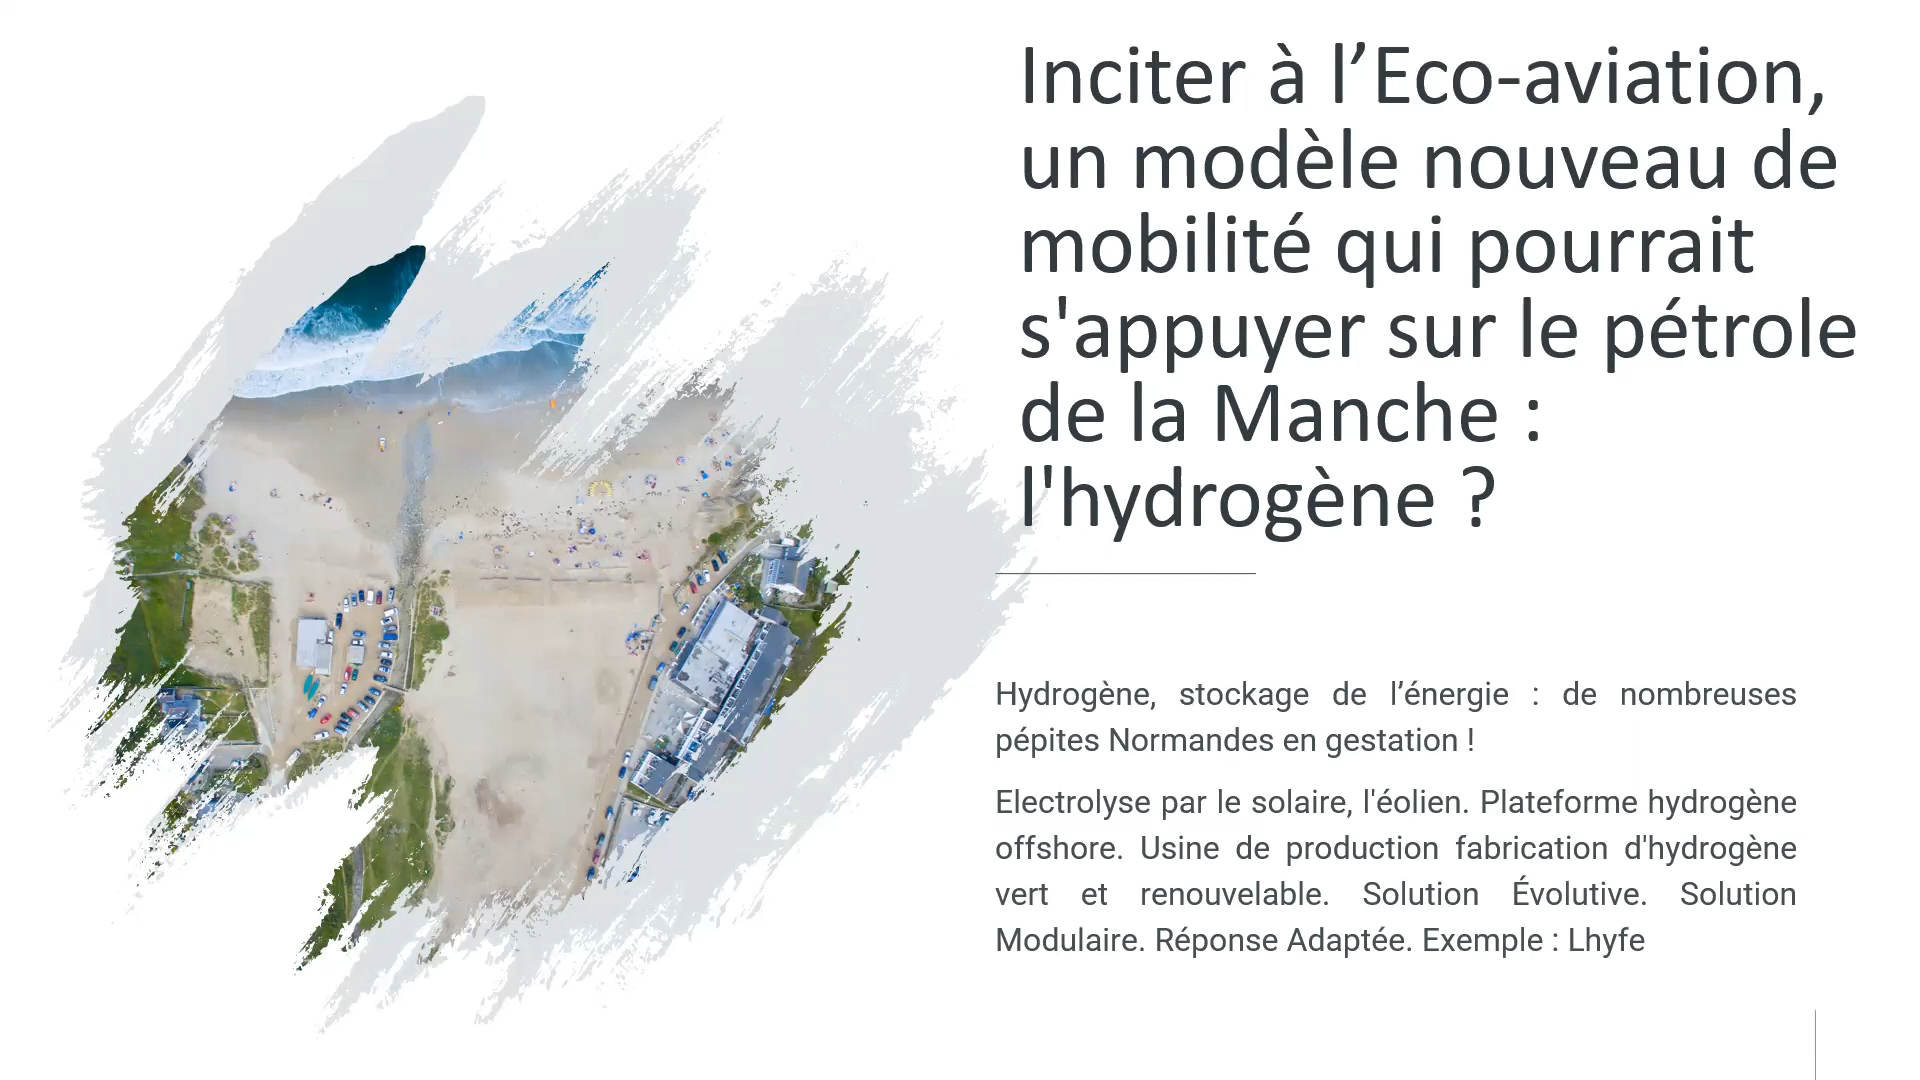 Inciter à l’Eco-aviation,
un modèle nouveau de
mobilité qui pourrait
s'appuyer sur le pétrole
de la Manche :
l'hydrogène ?
Hydrogène, stockage de l’énergie : de nombreuses
pépites Normandes en gestation !
Electrolyse par le solaire, l'éolien. Plateforme hydrogène
offshore. Usine de production fabrication d'hydrogène
vert et renouvelable. Solution Évolutive. Solution
Modulaire. Réponse Adaptée. Exemple : Lhyfe